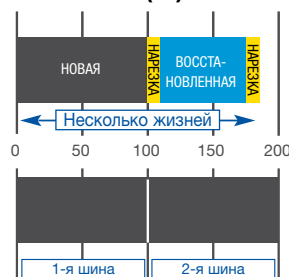 НОВАЯ
НАРЕЗКА
ВОССТА-
НОВЛЕННАЯ
НАРЕЗКА
Несколько жизней
0 50 100 150 200
1-я шина 2-я шина